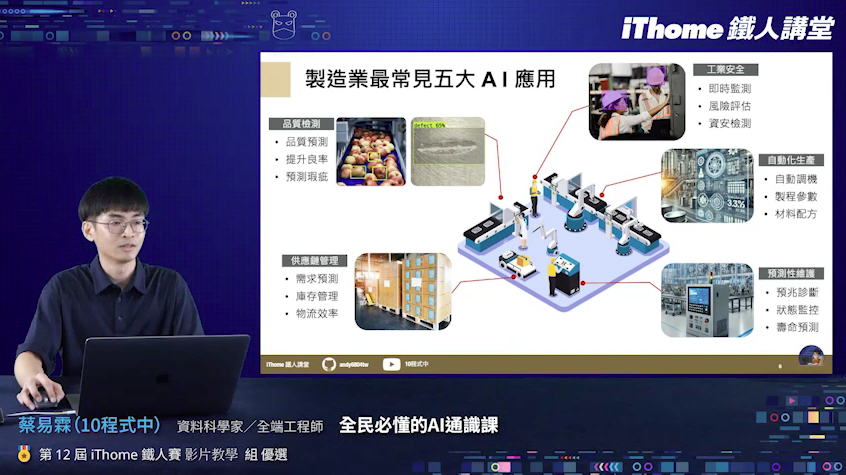 iThome 鐵人講堂
製造業最常見五大 AI 應用
品質檢測
• 品質預測
• 提升良率
• 預測瑕疵
defect 65%
工業安全
• 即時監測
• 風險評估
• 資安檢測
自動化生產
• 自動調機
• 製程參數
• 材料配方
3.3%
供應鏈管理
• 需求預測
• 庫存管理
• 物流效率
預測性維護
• 預兆診斷
• 狀態監控
• 壽命預測
iThome 鐵人講堂 andy6804tw 10程式中
蔡易霖(10程式中) 資料科學家／全端工程師 全民必懂的AI通識課
第 12 屆 iThome 鐵人賽 影片教學 組 優選